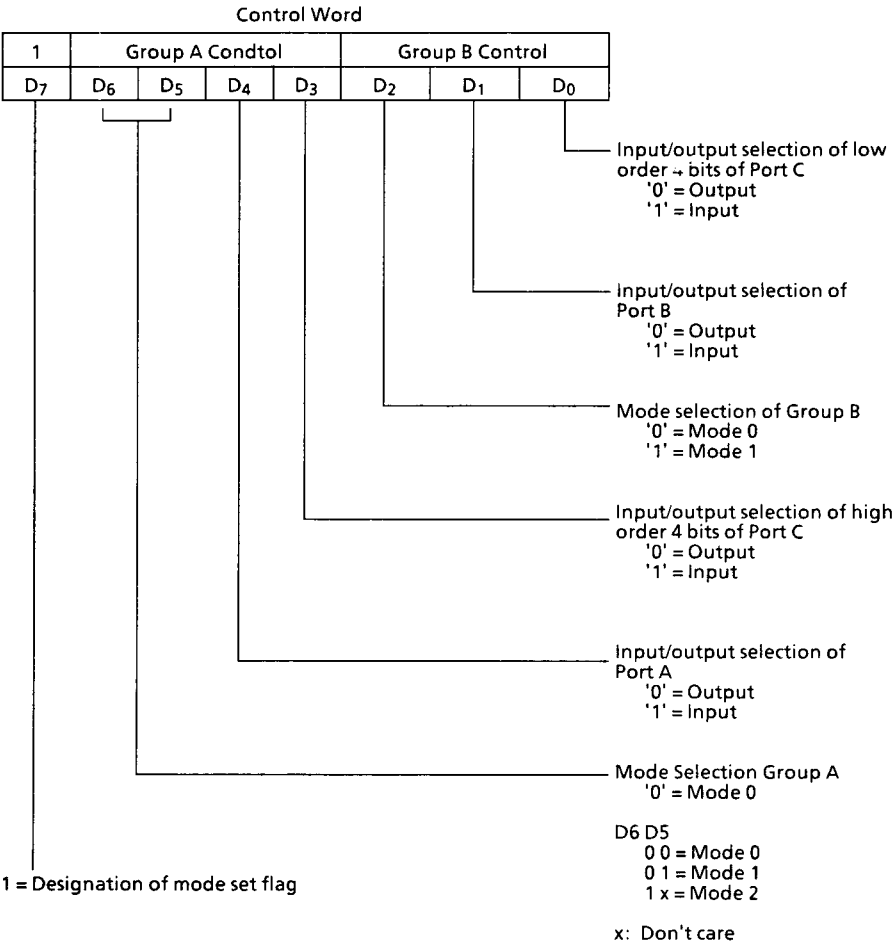 Control Word
1 Group A Condtol Group B Control
D7 D6 D5 D4 D3 D2 D1 D0
Input/output selection of low
order 4 bits of Port C
'0' = Output
'1' = Input
Input/output selection of
Port B
'0' = Output
'1' = Input
Mode selection of Group B
'0' = Mode 0
'1' = Mode 1
Input/output selection of high
order 4 bits of Port C
'0' = Output
'1' = Input
Input/output selection of
Port A
'0' = Output
'1' = Input
Mode Selection Group A
'0' = Mode 0
D6 D5
0 0 = Mode 0
0 1 = Mode 1
1 x = Mode 2
x: Don't care
1 = Designation of mode set flag